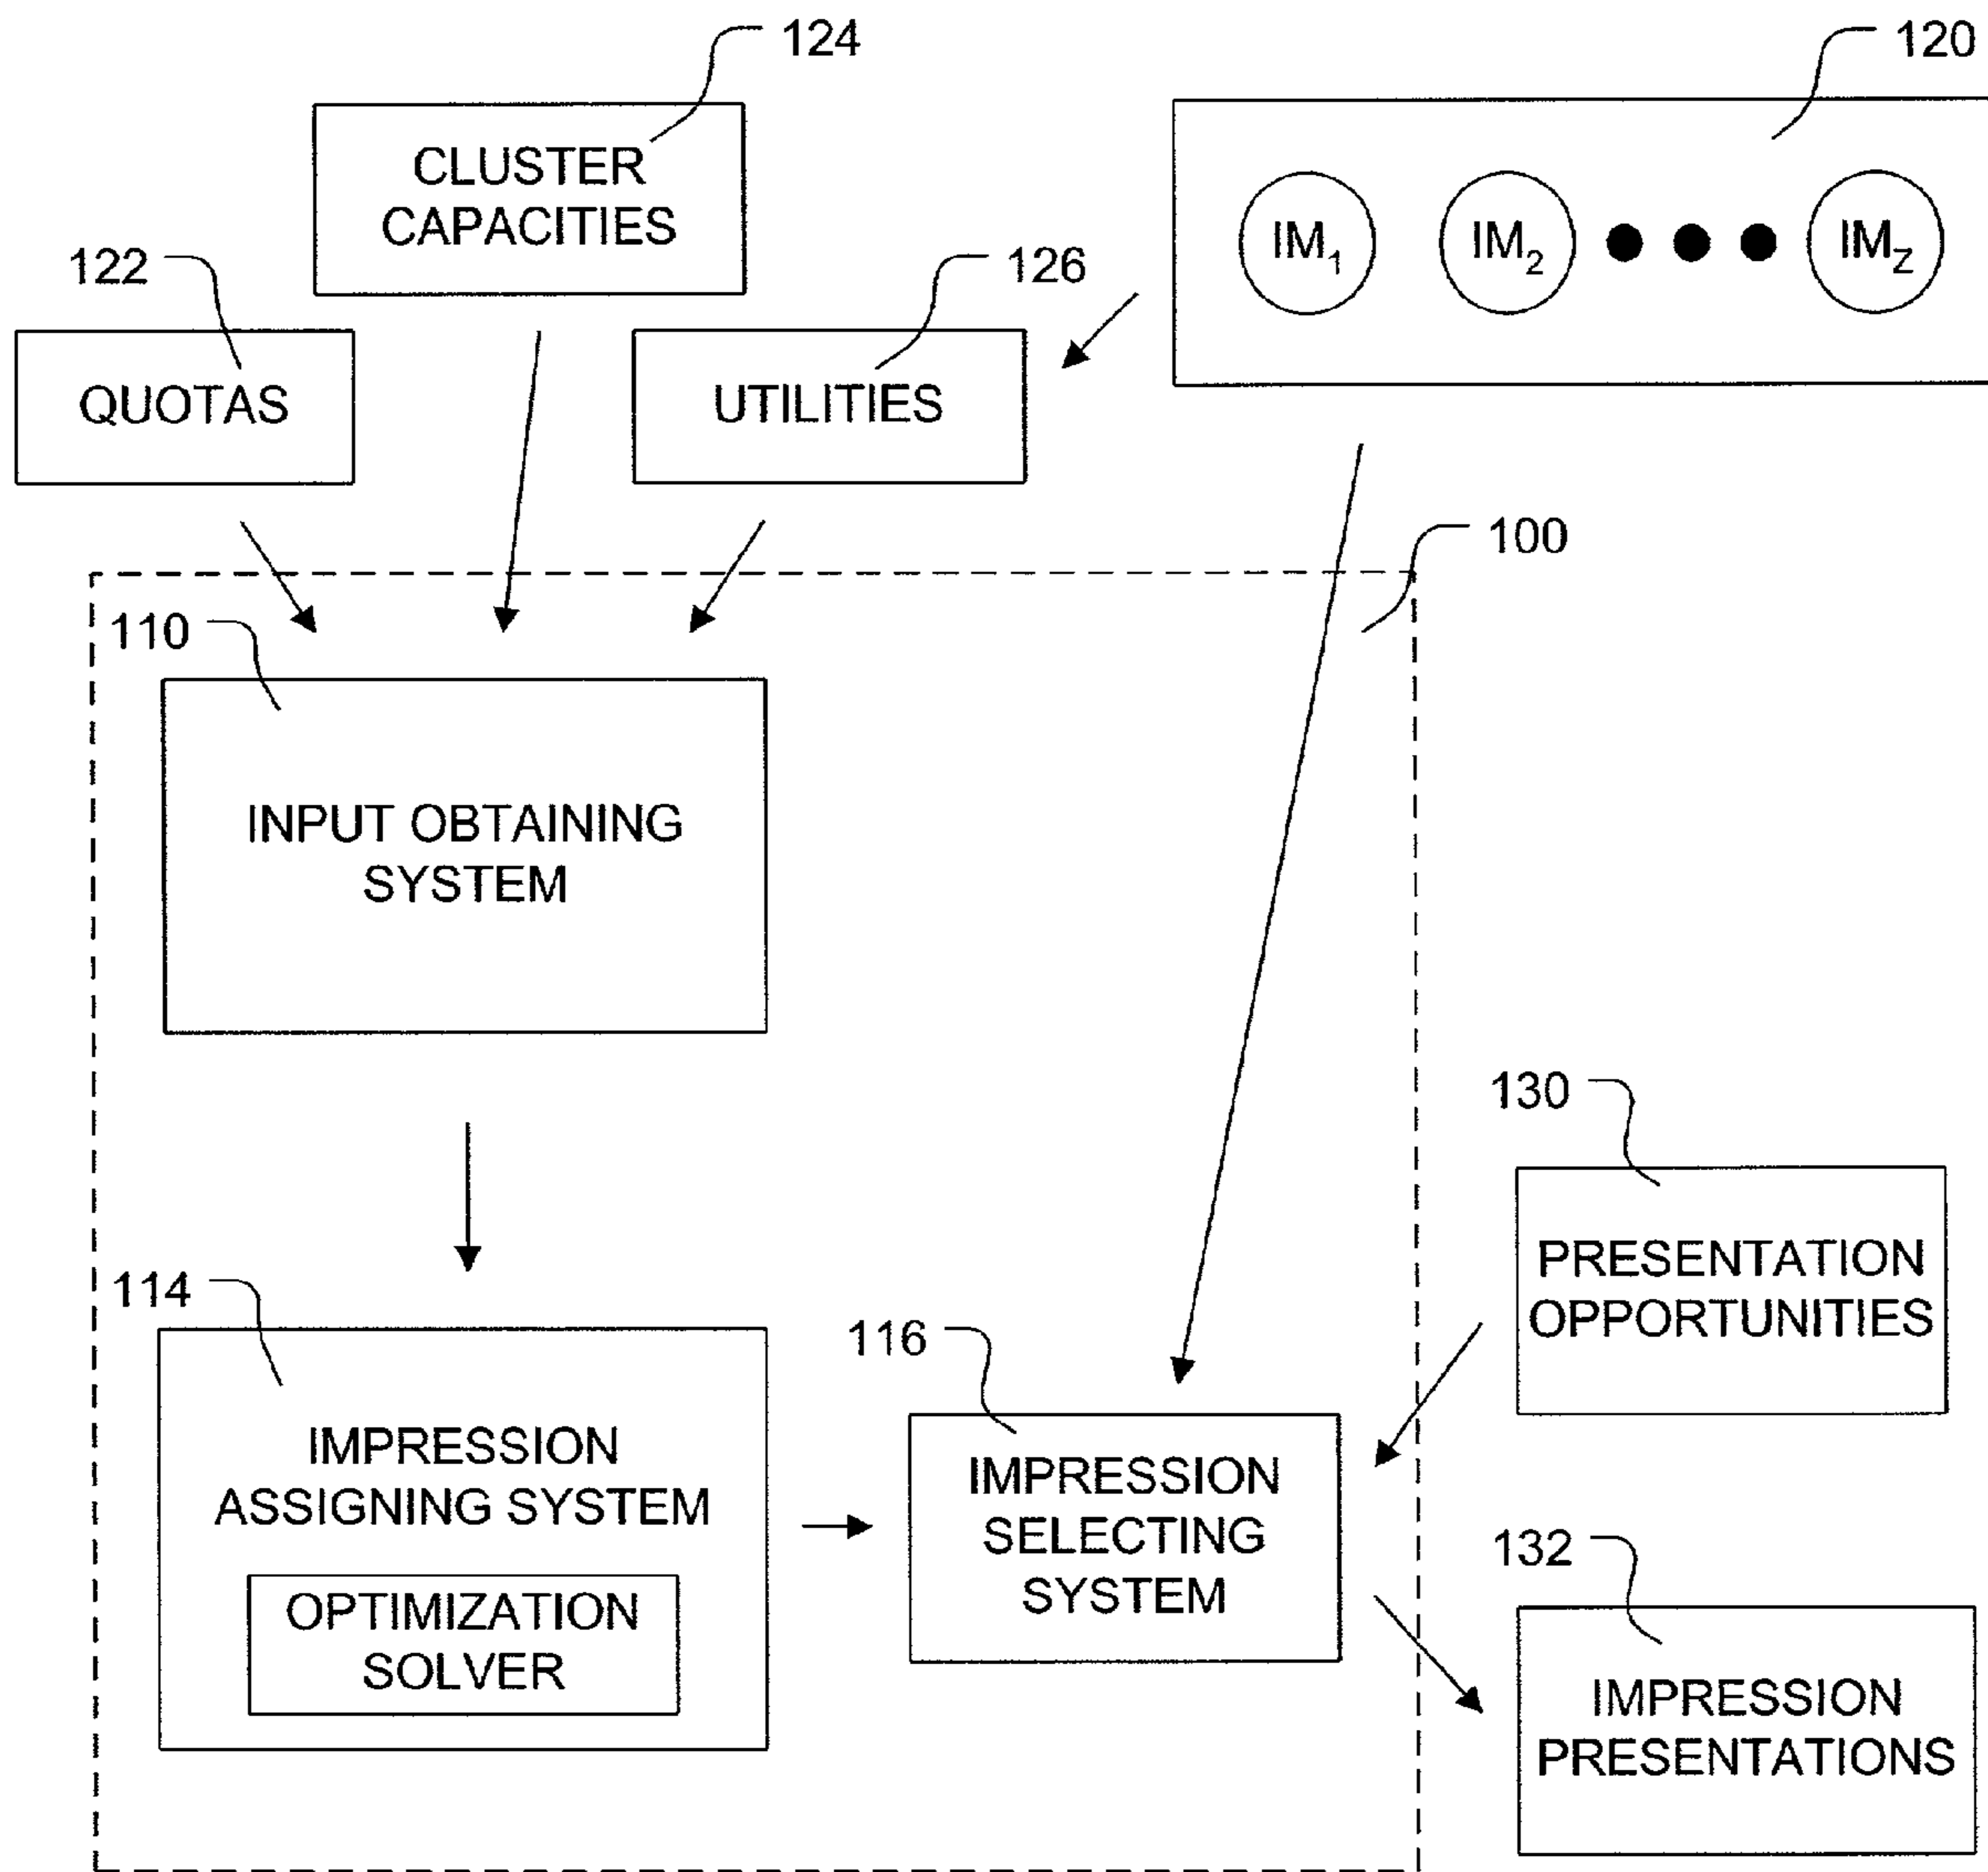 124
120
CLUSTER
CAPACITIES
IM₁ IM₂ IM_Z
122
126
QUOTAS
UTILITIES
100
110
INPUT OBTAINING
SYSTEM
130
PRESENTATION
OPPORTUNITIES
114
116
IMPRESSION
ASSIGNING SYSTEM
OPTIMIZATION
SOLVER
IMPRESSION
SELECTING
SYSTEM
132
IMPRESSION
PRESENTATIONS